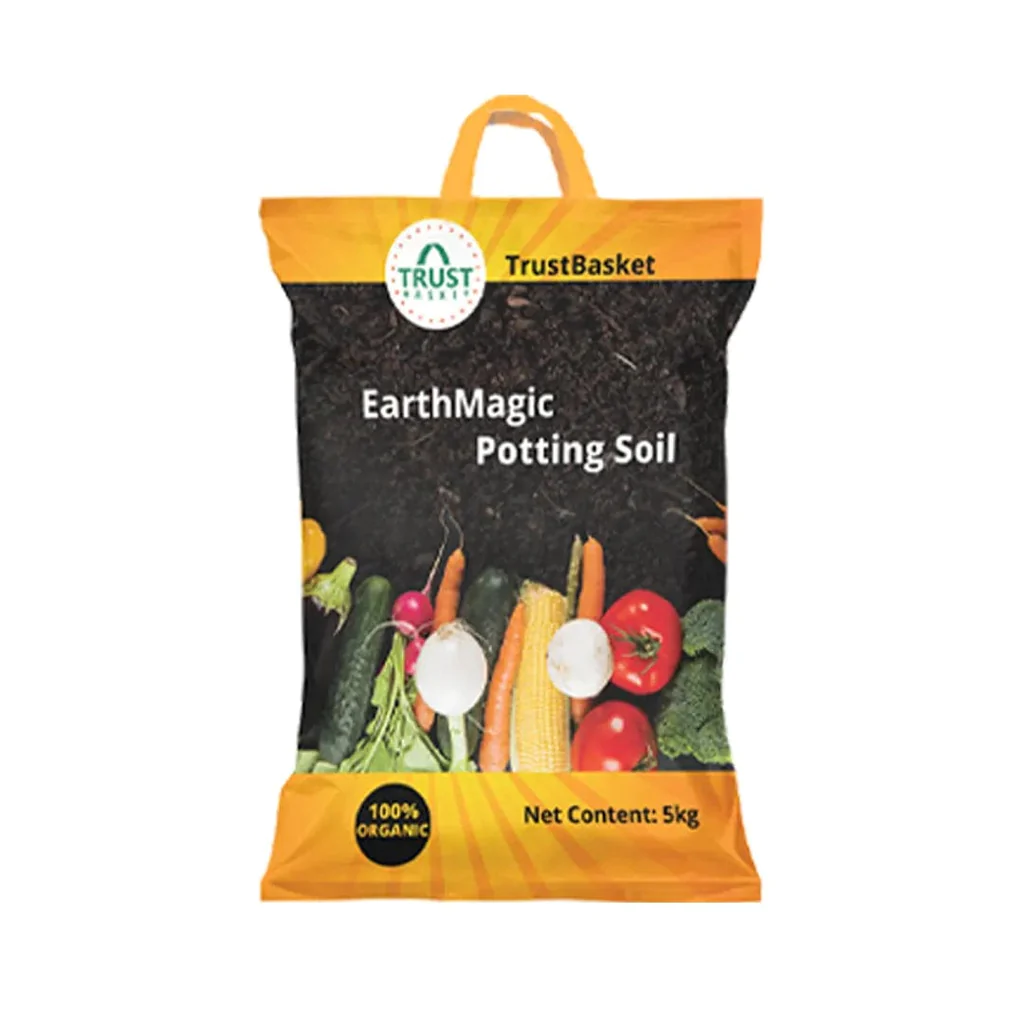 TRUST
BASKET
TrustBasket
EarthMagic
Potting Soil
100%
ORGANIC
Net Content: 5kg